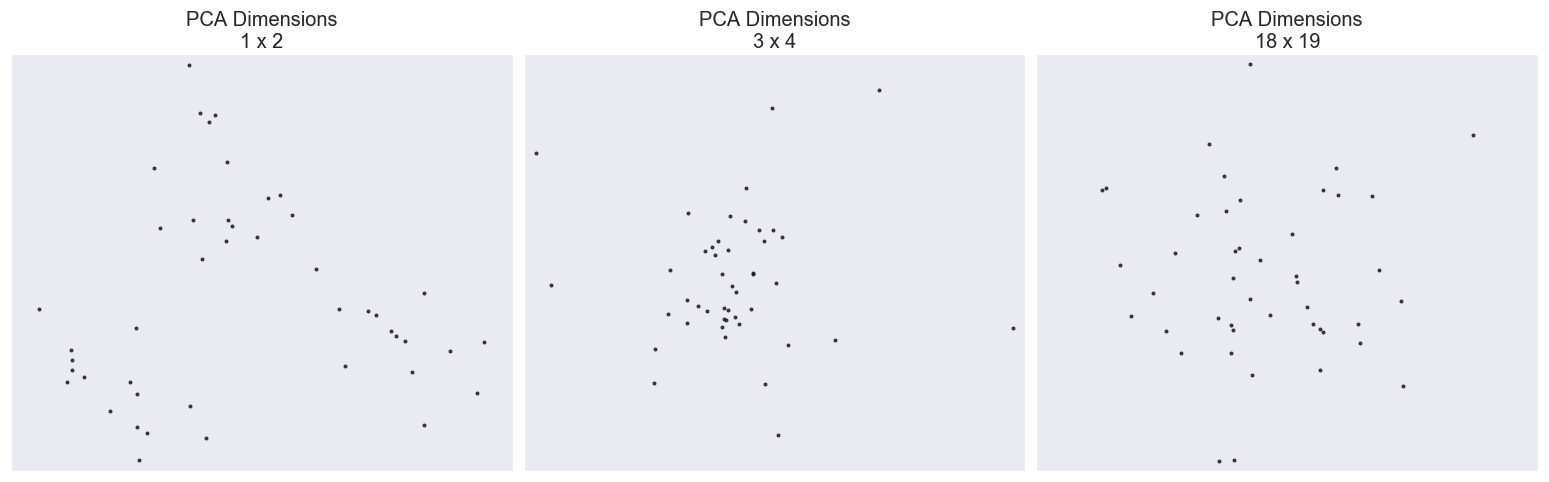 PCA Dimensions
1 x 2
PCA Dimensions
3 x 4
PCA Dimensions
18 x 19